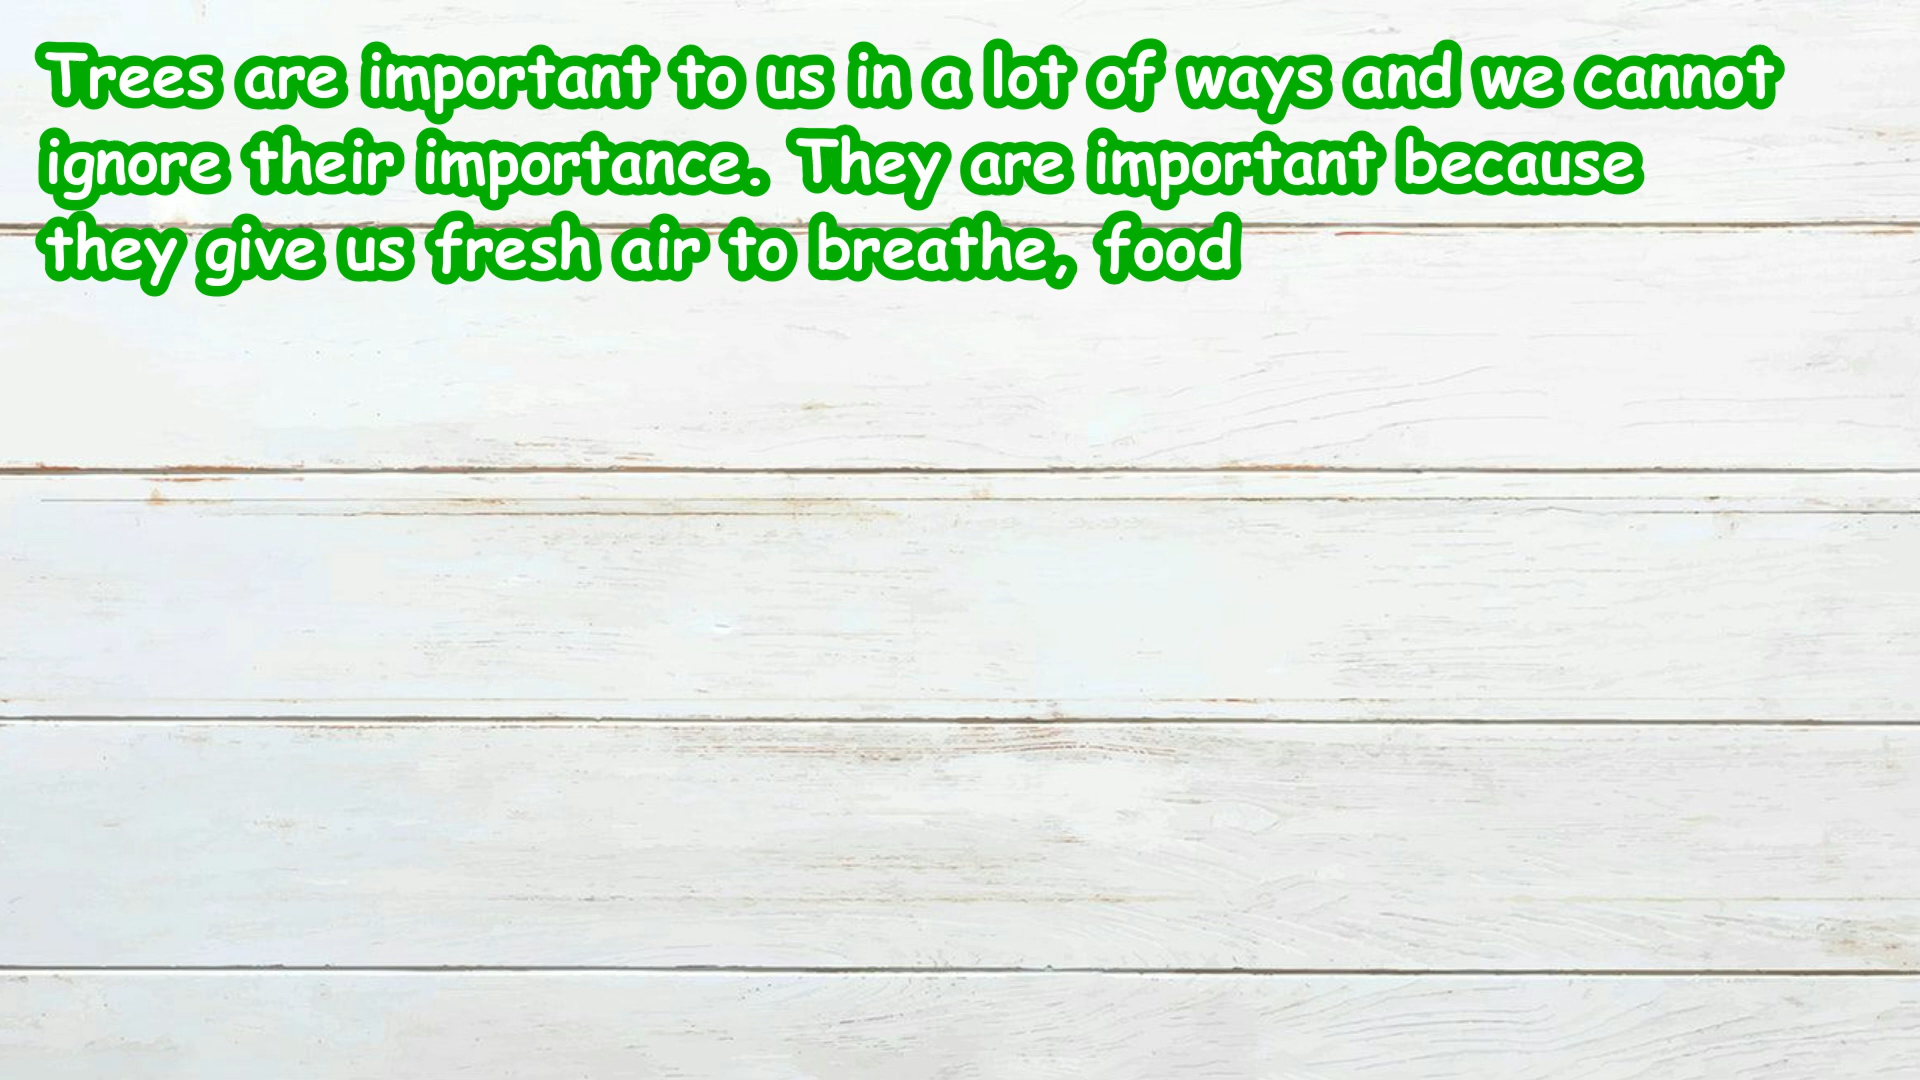 Trees are important to us in a lot of ways and we cannot
ignore their importance. They are important because
they give us fresh air to breathe, food